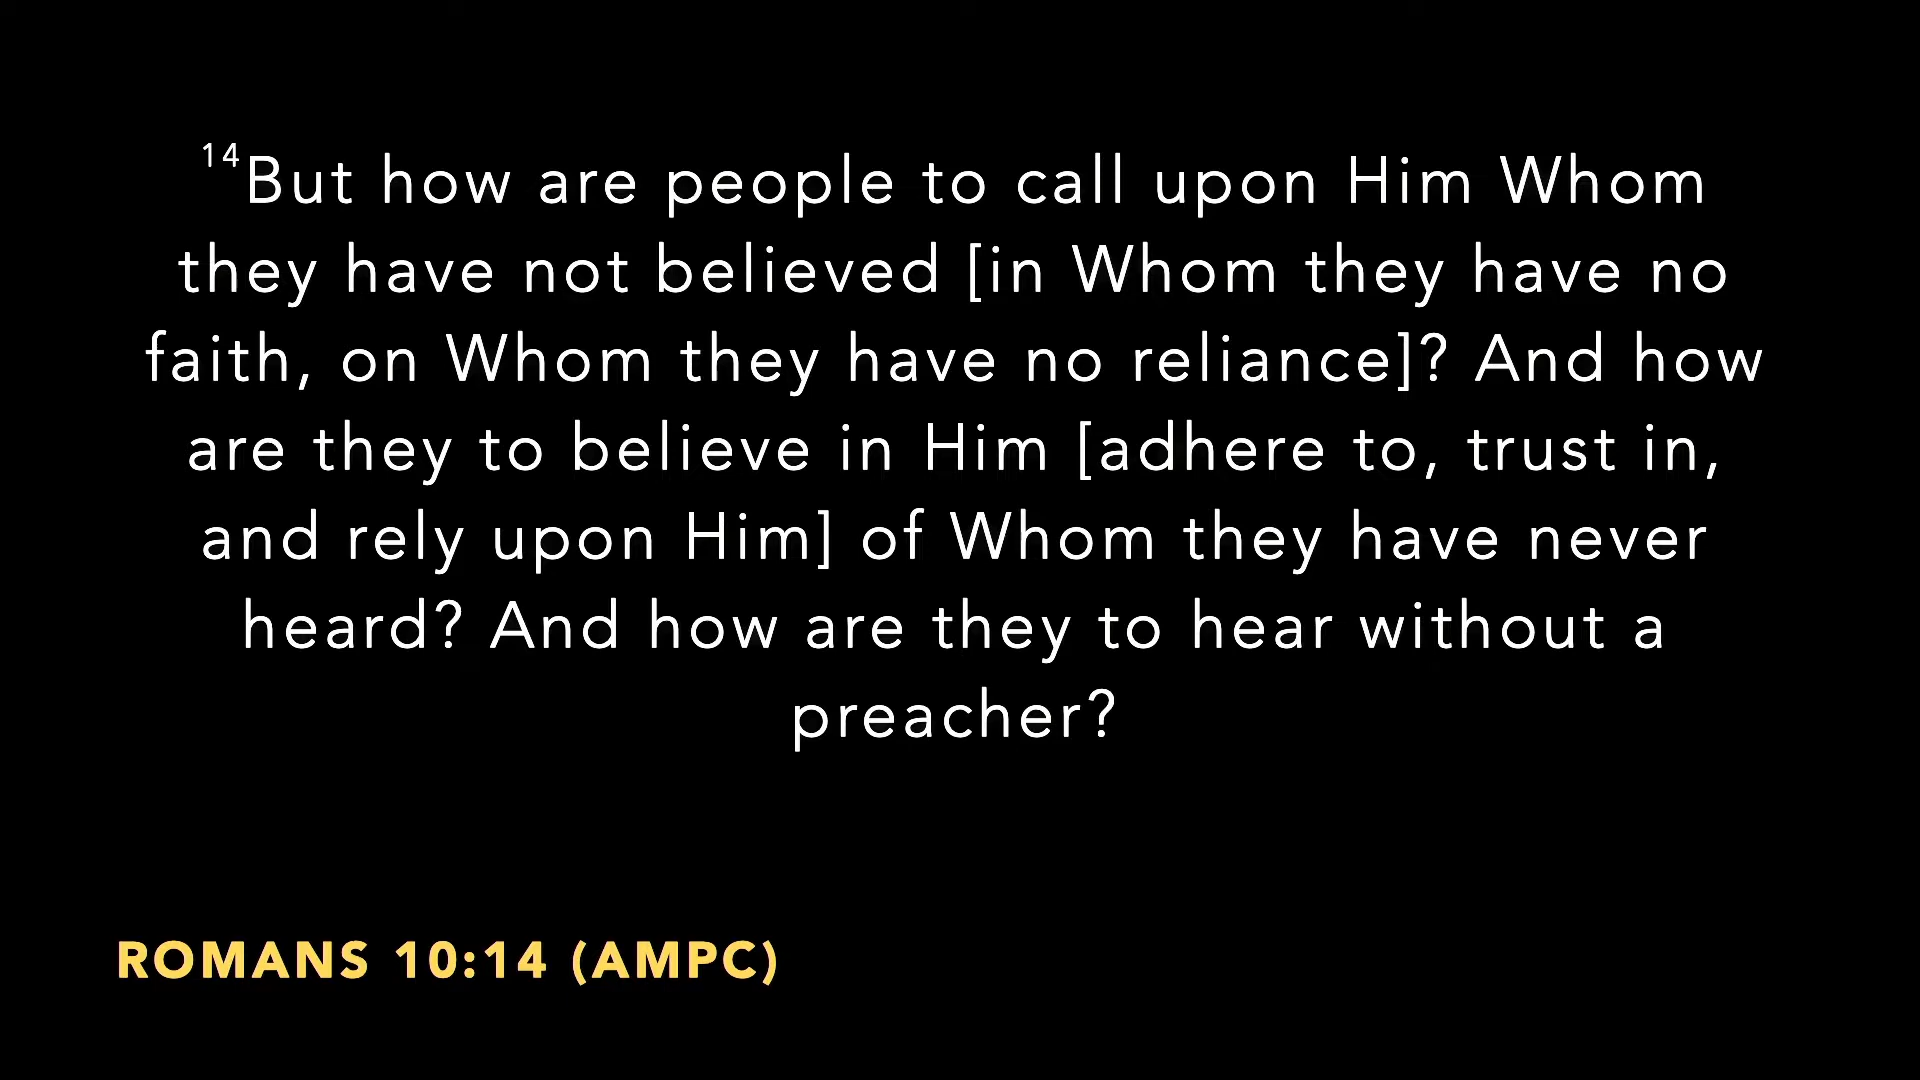 14But how are people to call upon Him Whom
they have not believed [in Whom they have no
faith, on Whom they have no reliance]? And how
are they to believe in Him [adhere to, trust in,
and rely upon Him] of Whom they have never
heard? And how are they to hear without a
preacher?
ROMANS 10:14 (AMPC)